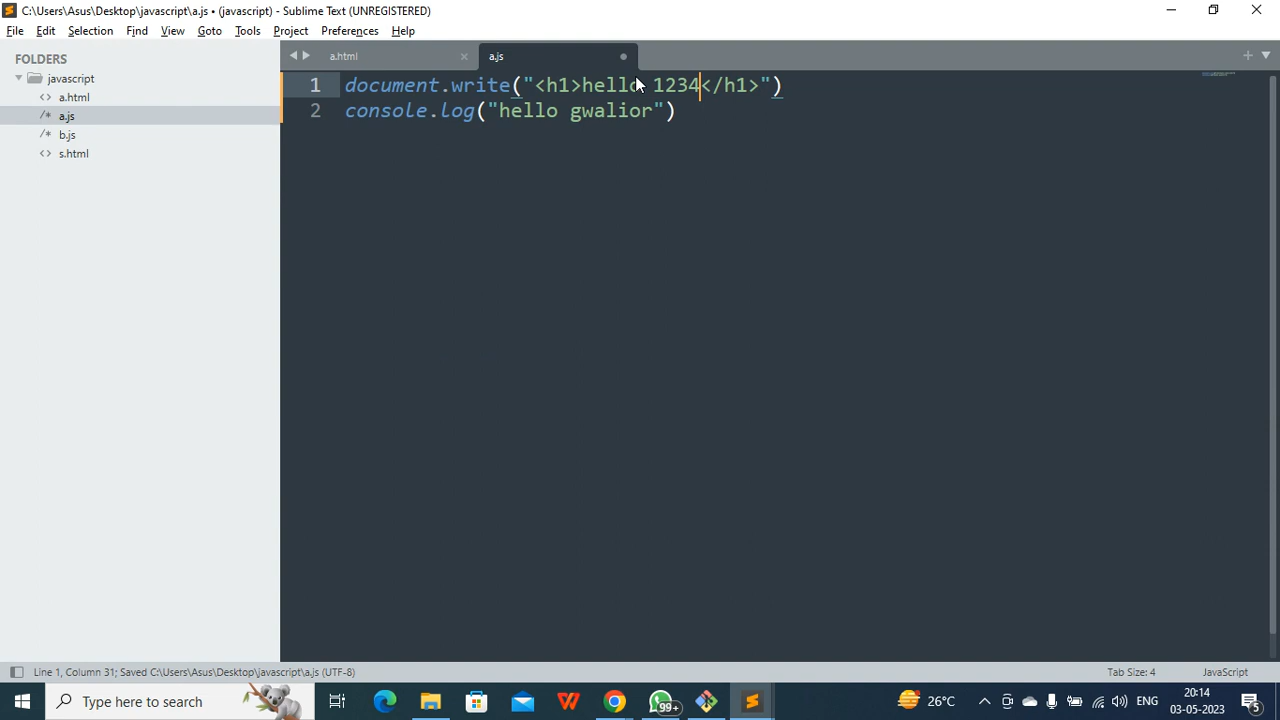 C:\Users\Asus\Desktop\javascript\a.js • (javascript) - Sublime Text (UNREGISTERED)
File Edit Selection Find View Goto Tools Project Preferences Help
FOLDERS
javascript
<> a.html
/* a.js
/* b.js
<> s.html
a.html
a.js
1 document.write("<h1>hello 1234</h1>")
2 console.log("hello gwalior")
Line 1, Column 31; Saved C:\Users\Asus\Desktop\javascript\a.js (UTF-8)
Tab Size: 4
JavaScript
Type here to search
99+
26°C
ENG
20:14
03-05-2023
5